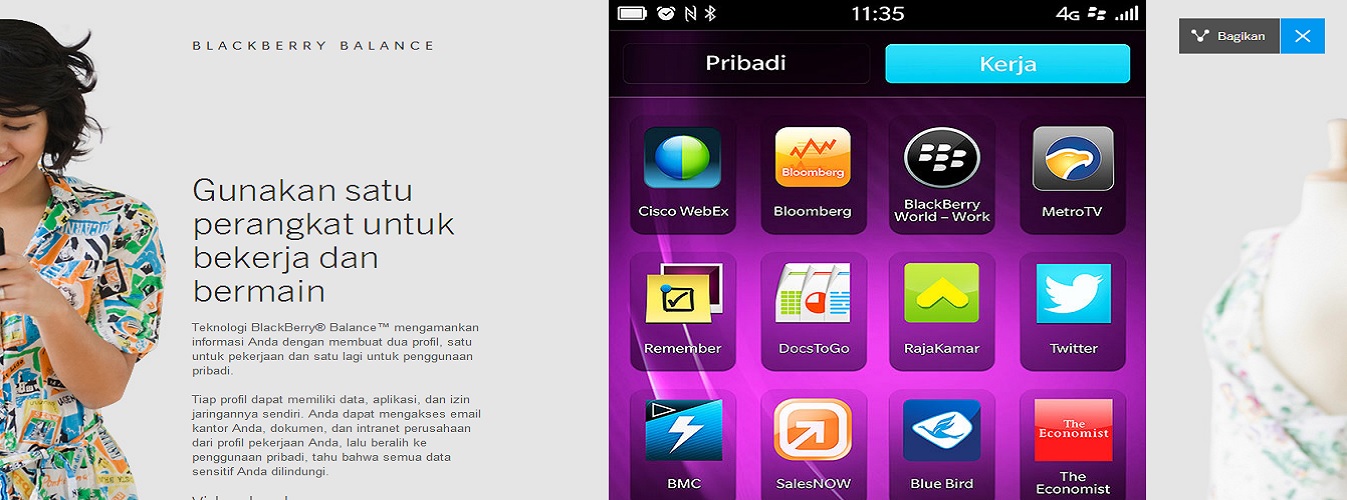 BLACKBERRY BALANCE
Gunakan satu
perangkat untuk
bekerja dan
bermain
Teknologi BlackBerry® Balance™ mengamankan
informasi Anda dengan membuat dua profil, satu
untuk pekerjaan dan satu lagi untuk penggunaan
pribadi.
Tiap profil dapat memiliki data, aplikasi, dan izin
jaringannya sendiri. Anda dapat mengakses email
kantor Anda, dokumen, dan intranet perusahaan
dari profil pekerjaan Anda, lalu beralih ke
penggunaan pribadi, tahu bahwa semua data
sensitif Anda dilindungi.
11:35
4G
Pribadi
Kerja
Cisco WebEx
Bloomberg
Bloomberg
BlackBerry
World – Work
MetroTV
Remember
DocsToGo
RajaKamar
Twitter
BMC
SalesNOW
Blue Bird
The
Economist
The
Economist
Bagikan